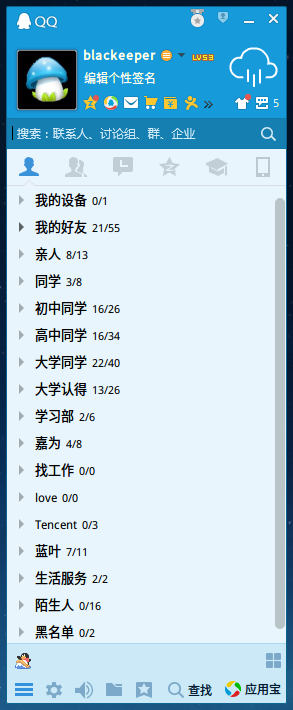 QQ
blackeeper LV53
编辑个性签名
5
搜索：联系人、讨论组、群、企业
我的设备 0/1
我的好友 21/55
亲人 8/13
同学 3/8
初中同学 16/26
高中同学 16/34
大学同学 22/40
大学认得 13/26
学习部 2/6
嘉为 4/8
找工作 0/0
love 0/0
Tencent 0/3
蓝叶 7/11
生活服务 2/2
陌生人 0/16
黑名单 0/2
查找 应用宝